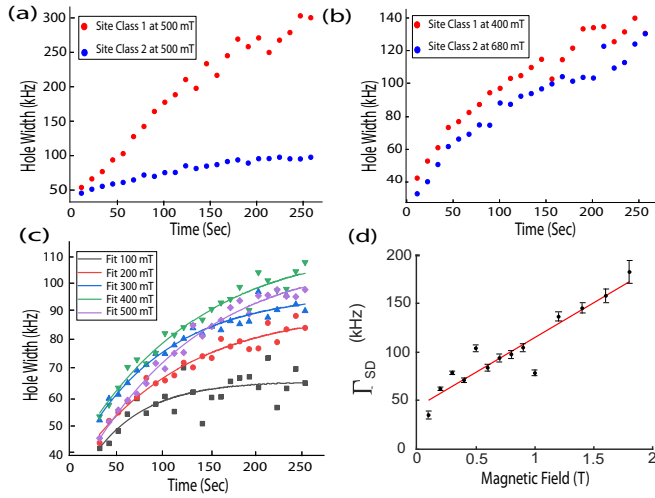 (a)
Site Class 1 at 500 mT
Site Class 2 at 500 mT
Hole Width (kHz)
300
250
200
150
100
50
0
50
100
150
200
250
Time (Sec)
(b)
Site Class 1 at 400 mT
Site Class 2 at 680 mT
Hole Width (kHz)
140
120
100
80
60
40
0
50
100
150
200
250
Time (Sec)
(c)
Fit 100 mT
Fit 200 mT
Fit 300 mT
Fit 400 mT
Fit 500 mT
Hole Width (kHz)
110
100
90
80
70
60
50
40
0
50
100
150
200
250
Time (Sec)
(d)
Γ SD (kHz)
200
150
100
50
0
0
0.5
1
1.5
2
Magnetic Field (T)